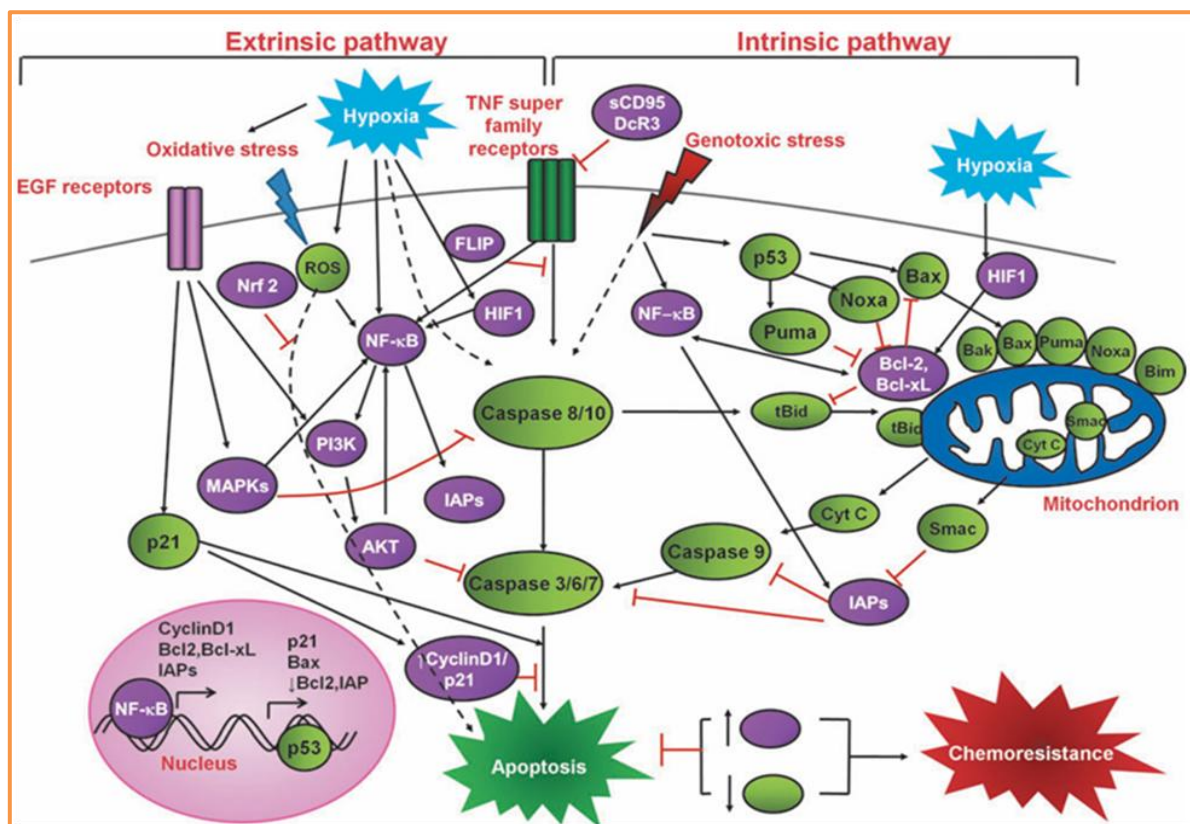 Extrinsic pathway
Intrinsic pathway
Hypoxia
TNF super
family
receptors
sCD95
DcR3
Genotoxic stress
Hypoxia
Oxidative stress
EGF receptors
FLIP
ROS
Nrf 2
HIF1
NF-κB
p53
Bax
HIF1
Noxa
NF-κB
Puma
Bcl-2,
Bcl-xL
Bak
Bax
Puma
Noxa
Bim
Caspase 8/10
tBid
tBid
Smac
Cyt C
Mitochondrion
PI3K
MAPKs
IAPs
Cyt C
Smac
p21
AKT
Caspase 9
Caspase 3/6/7
IAPs
CyclinD1
Bcl2,Bcl-xL
IAPs
p21
Bax
↓Bcl2,IAP
↑CyclinD1/
p21
NF-κB
p53
Nucleus
Apoptosis
Chemoresistance